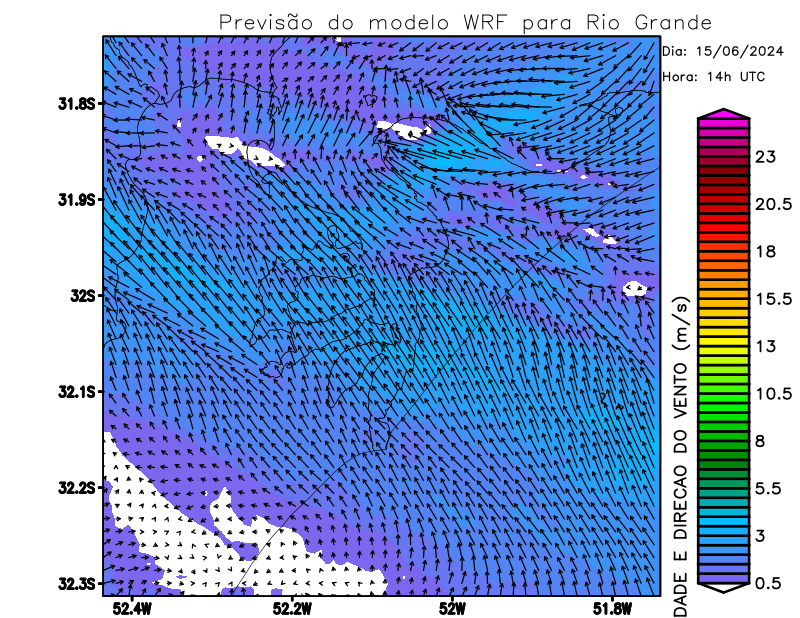 Previsão do modelo WRF para Rio Grande
Dia: 15/06/2024
Hora: 14h UTC
31.8S
31.9S
32S
32.1S
32.2S
32.3S
52.4W
52.2W
52W
51.8W
23
20.5
18
15.5
13
10.5
8
5.5
3
0.5
DADE E DIRECAO DO VENTO (m/s)